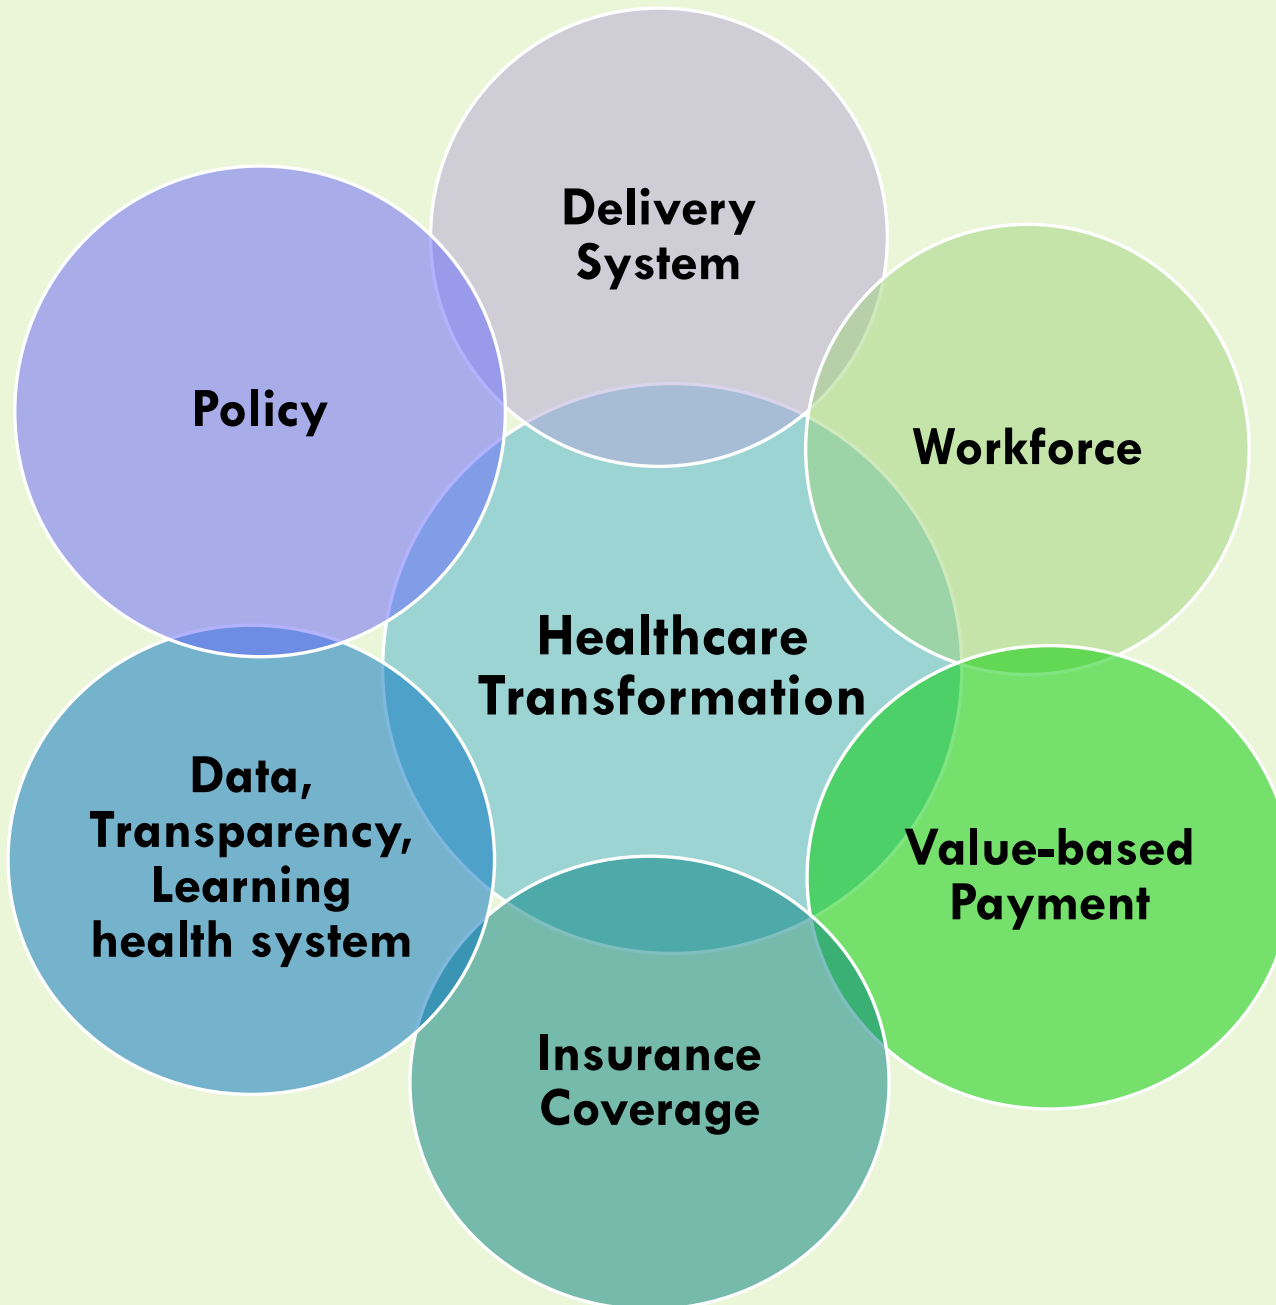 Delivery
System
Policy
Workforce
Healthcare
Transformation
Data,
Transparency,
Learning
health system
Value-based
Payment
Insurance
Coverage